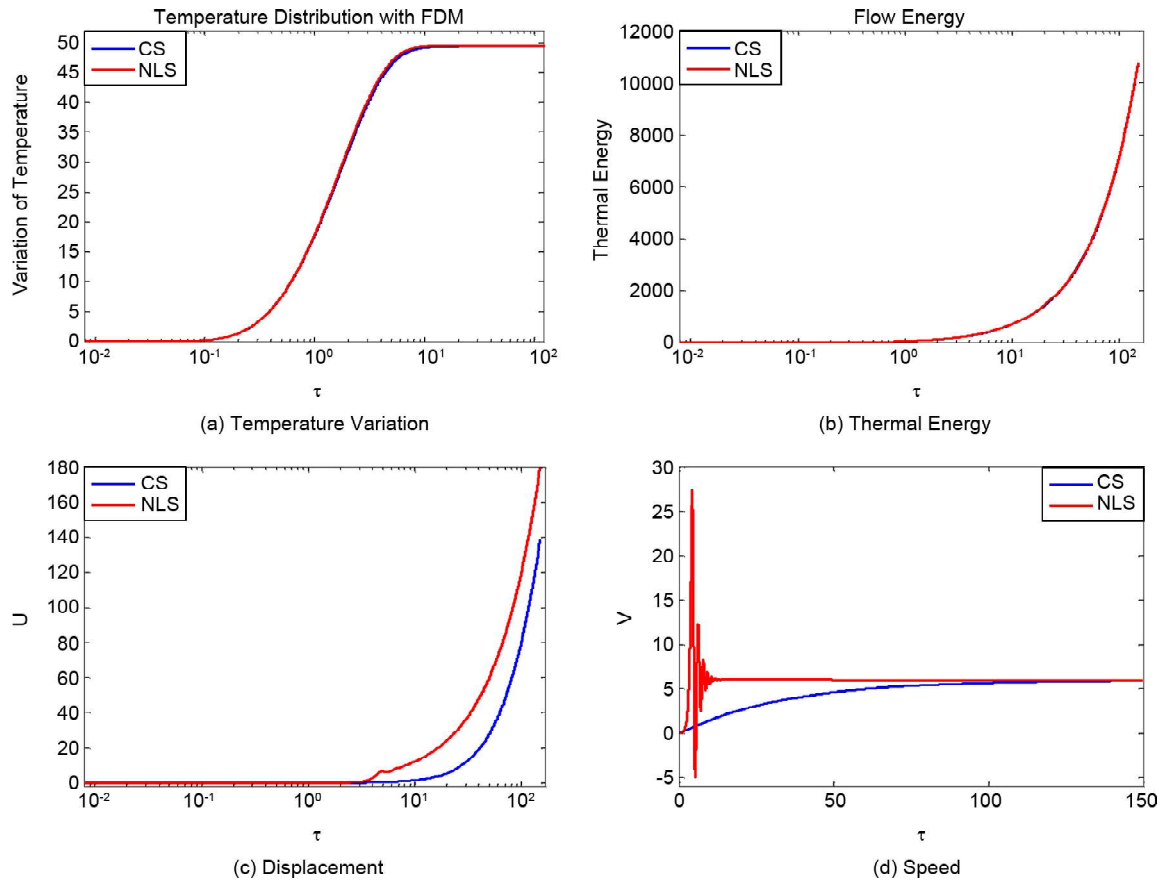 Temperature Distribution with FDM
50
45
40
35
30
25
20
15
10
5
0
Variation of Temperature
CS
NLS
10-2
10-1
100
101
102
τ
(a) Temperature Variation
Flow Energy
12000
10000
8000
6000
4000
2000
0
Thermal Energy
CS
NLS
10-2
10-1
100
101
102
τ
(b) Thermal Energy
180
160
140
120
100
80
60
40
20
0
U
CS
NLS
10-2
10-1
100
101
102
τ
(c) Displacement
30
25
20
15
10
5
0
-5
V
CS
NLS
0
50
100
150
τ
(d) Speed